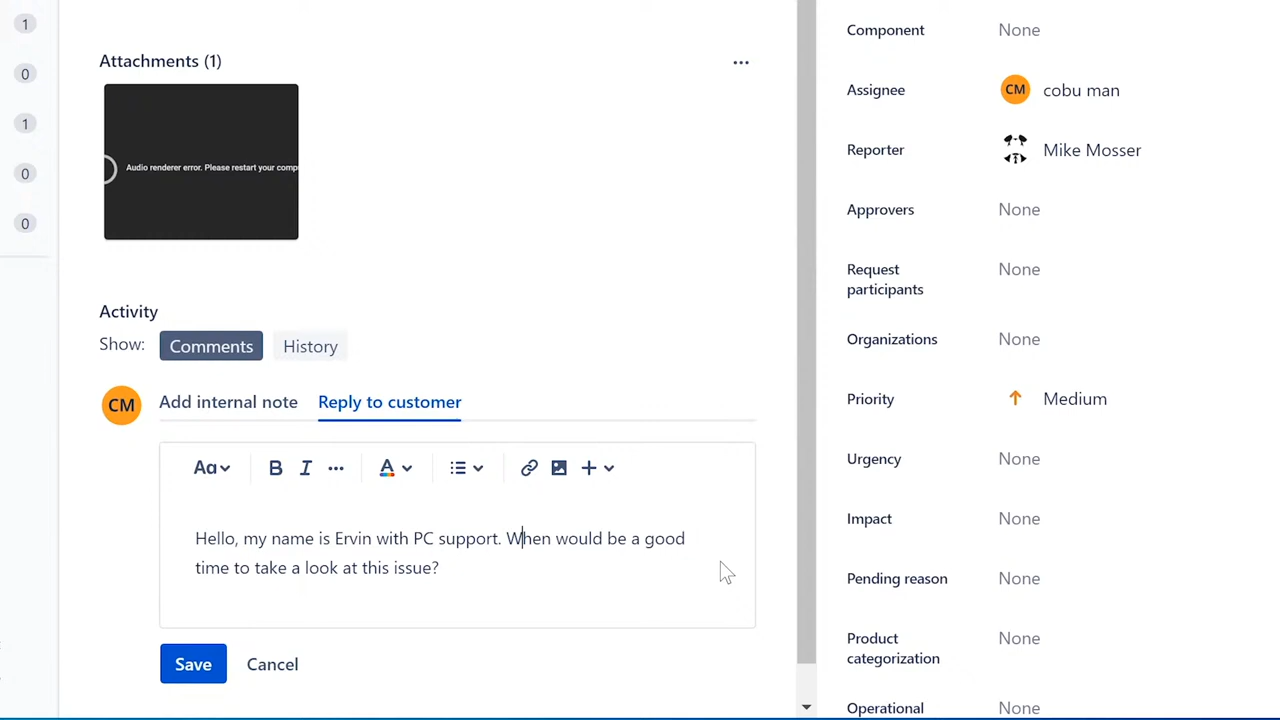 1
0
1
0
0
Attachments (1)
Audio renderer error. Please restart your comp
Activity
Show: Comments History
CM Add internal note Reply to customer
Aa B I A
Hello, my name is Ervin with PC support. When would be a good
time to take a look at this issue?
Save Cancel
Component None
Assignee CM cobu man
Reporter Mike Mosser
Approvers None
Request
participants None
Organizations None
Priority Medium
Urgency None
Impact None
Pending reason None
Product
categorization None
Operational None